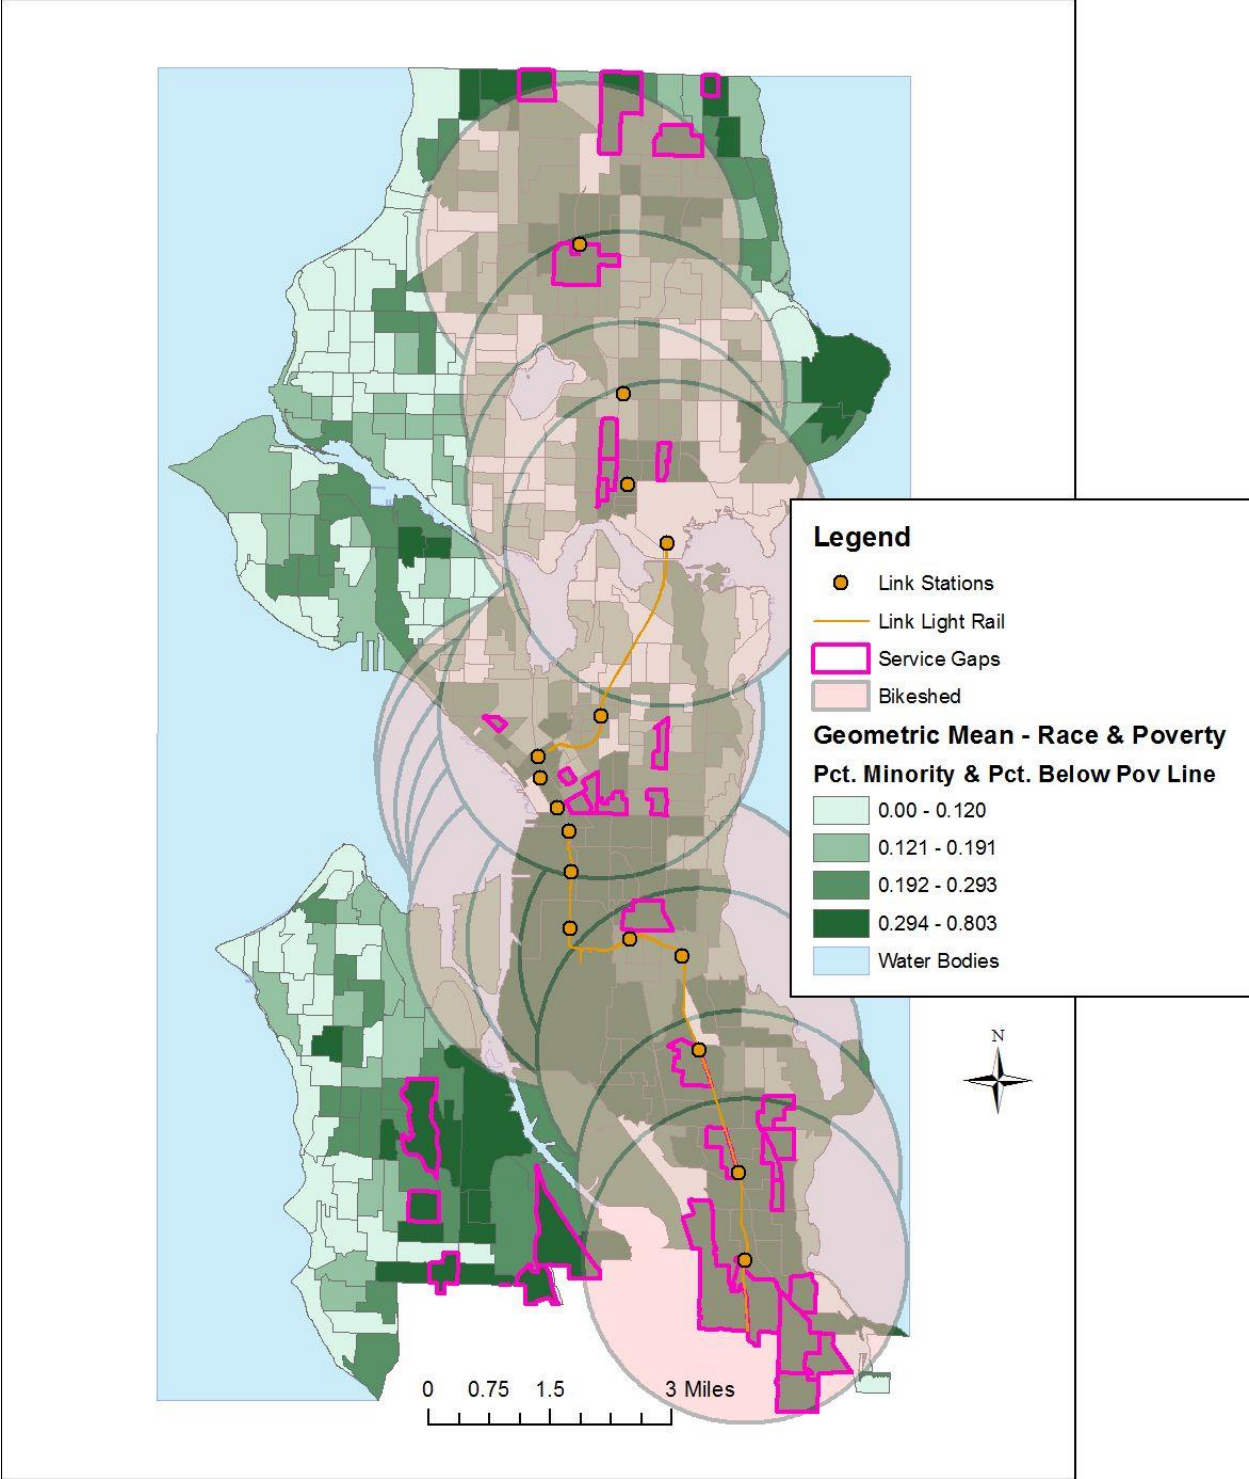 Legend
Link Stations
Link Light Rail
Service Gaps
Bikeshed
Geometric Mean - Race & Poverty
Pct. Minority & Pct. Below Pov Line
0.00 - 0.120
0.121 - 0.191
0.192 - 0.293
0.294 - 0.803
Water Bodies
N
0 0.75 1.5 3 Miles